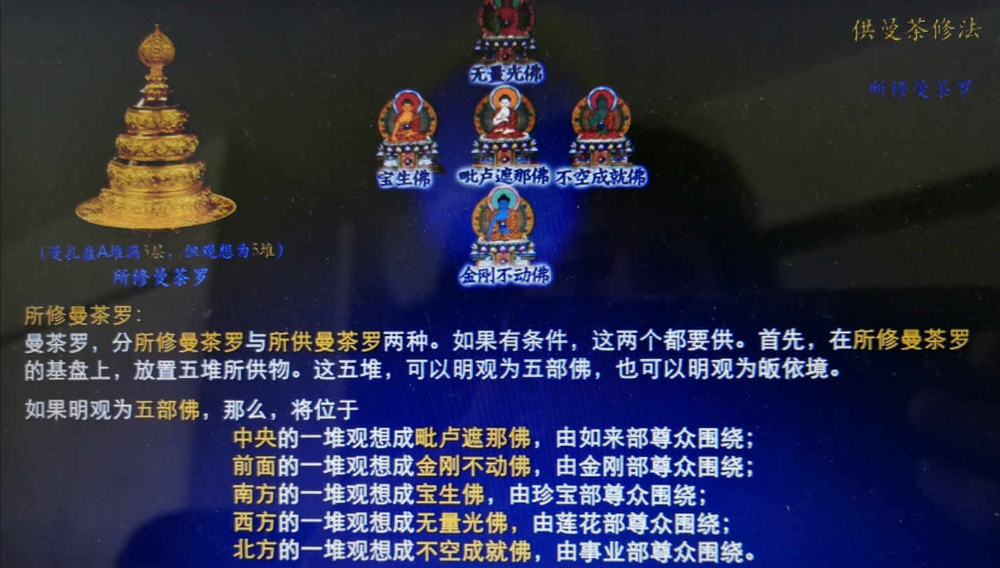 供曼茶修法
所修曼茶罗
无量光佛
宝生佛
毗卢遮那佛
不空成就佛
金刚不动佛
(曼扎盘A堆满3层，但观想为5堆)
所修曼茶罗
所修曼茶罗：
曼茶罗，分所修曼茶罗与所供曼茶罗两种。如果有条件，这两个都要供。首先，在所修曼茶罗
的基盘上，放置五堆所供物。这五堆，可以明观为五部佛，也可以明观为皈依境。
如果明观为五部佛，那么，将位于
中央的一堆观想成毗卢遮那佛，由如来部尊众围绕；
前面的一堆观想成金刚不动佛，由金刚部尊众围绕；
南方的一堆观想成宝生佛，由珍宝部尊众围绕；
西方的一堆观想成无量光佛，由莲花部尊众围绕；
北方的一堆观想成不空成就佛，由事业部尊众围绕。